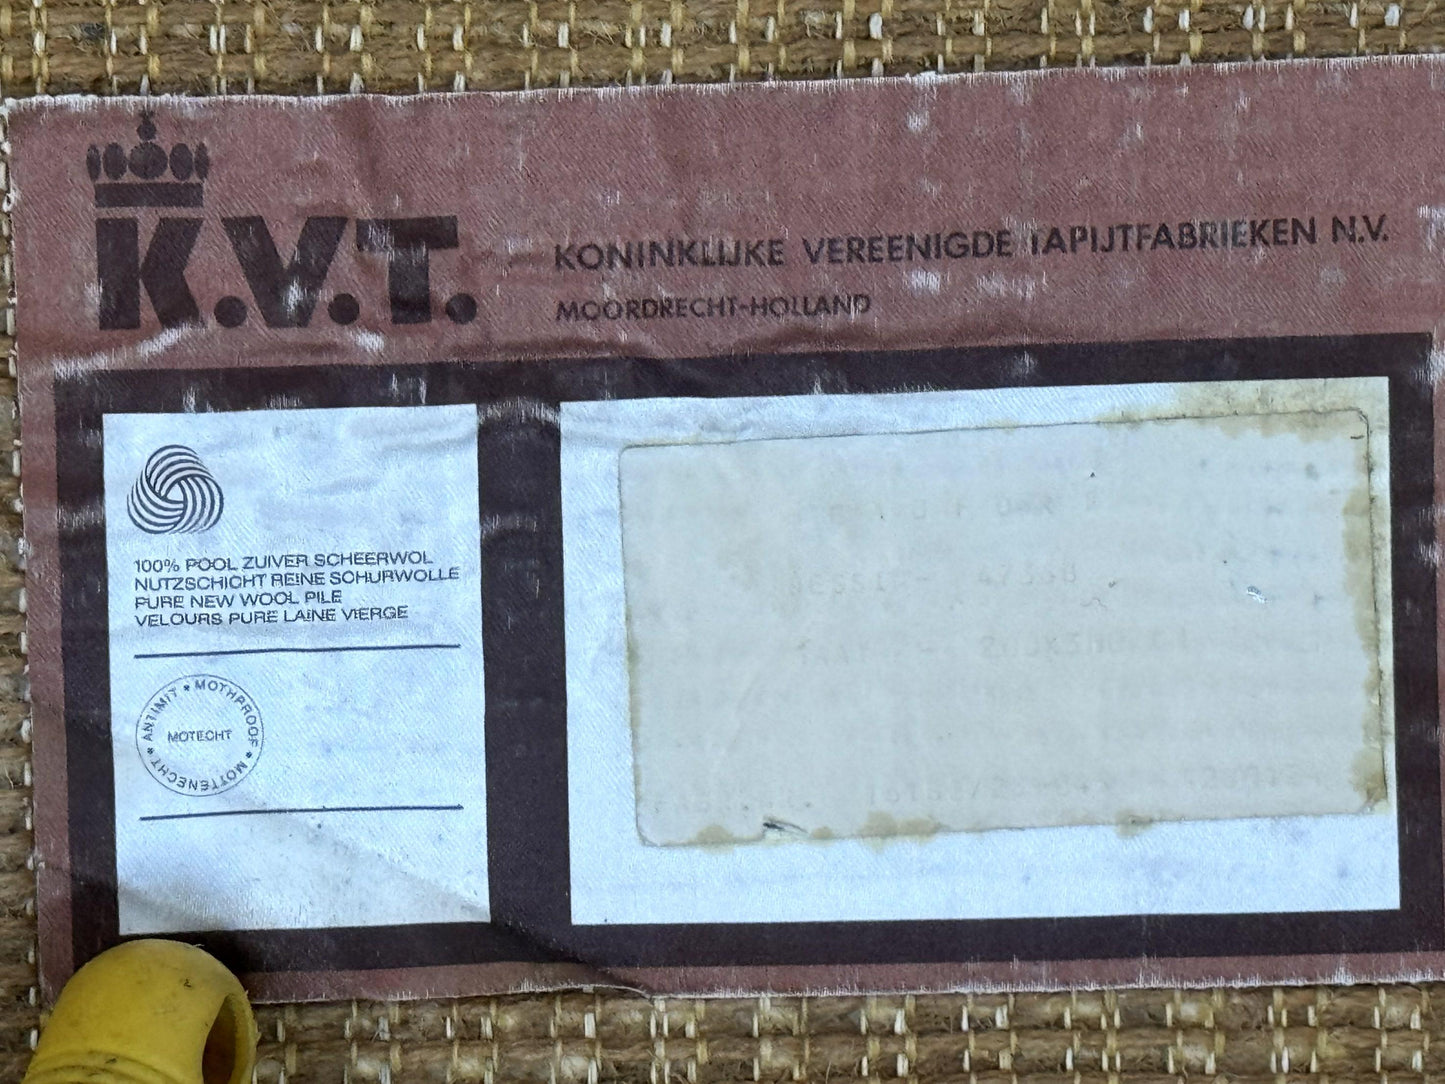 K.V.T.
KONINKLIJKE VEREENIGDE TAPIJTFABRIEKEN N.V.
MOORDRECHT-HOLLAND
100% POOL ZUIVER SCHEERWOL
NUTZSCHICHT REINE SCHURWOLLE
PURE NEW WOOL PILE
VELOURS PURE LAINE VIERGE
ANTIMIT * MOTHPROOF * MOTTENECHT *
MOTECHT